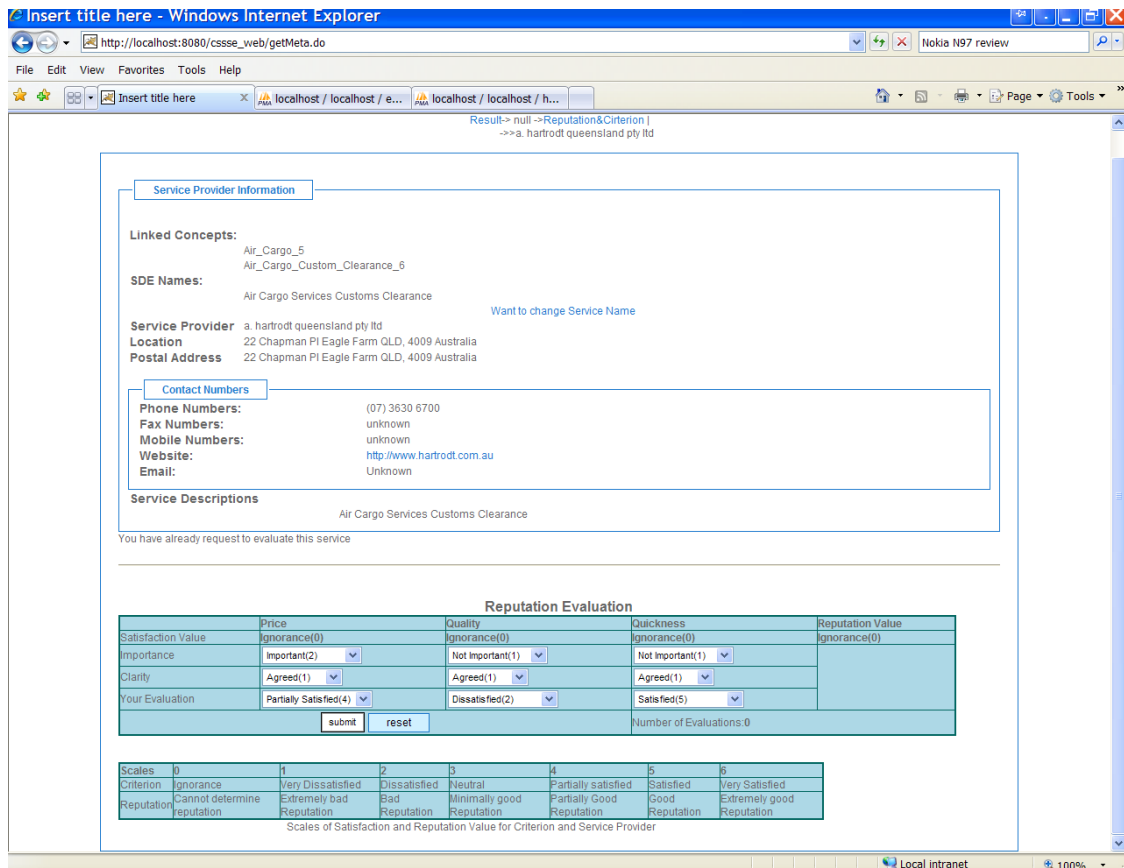 Insert title here - Windows Internet Explorer
http://localhost:8080/cssse_web/getMeta.do
Nokia N97 review
File Edit View Favorites Tools Help
Insert title here
localhost / localhost / e...
localhost / localhost / h...
Page
Tools
Result-> null ->Reputation&Cirterion |
->>a. hartrodt queensland pty ltd
Service Provider Information
Linked Concepts:
Air_Cargo_5
Air_Cargo_Custom_Clearance_6
SDE Names:
Air Cargo Services Customs Clearance
Want to change Service Name
Service Provider a. hartrodt queensland pty ltd
Location 22 Chapman Pl Eagle Farm QLD, 4009 Australia
Postal Address 22 Chapman Pl Eagle Farm QLD, 4009 Australia
Contact Numbers
Phone Numbers: (07) 3630 6700
Fax Numbers: unknown
Mobile Numbers: unknown
Website: http://www.hartrodt.com.au
Email: Unknown
Service Descriptions
Air Cargo Services Customs Clearance
You have already request to evaluate this service
Reputation Evaluation
Price Quality Quickness Reputation Value
Satisfaction Value Ignorance(0) Ignorance(0) Ignorance(0) Ignorance(0)
Importance Important(2) Not Important(1) Not Important(1)
Clarity Agreed(1) Agreed(1) Agreed(1)
Your Evaluation Partially Satisfied(4) Dissatisfied(2) Satisfied(5)
submit reset Number of Evaluations:0
Scales 0 1 2 3 4 5 6
Criterion Ignorance Very Dissatisfied Dissatisfied Neutral Partially satisfied Satisfied Very Satisfied
Reputation Cannot determine reputation Extremely bad Reputation Bad Reputation Minimally good Reputation Partially Good Reputation Good Reputation Extremely good Reputation
Scales of Satisfaction and Reputation Value for Criterion and Service Provider
Local intranet
100%